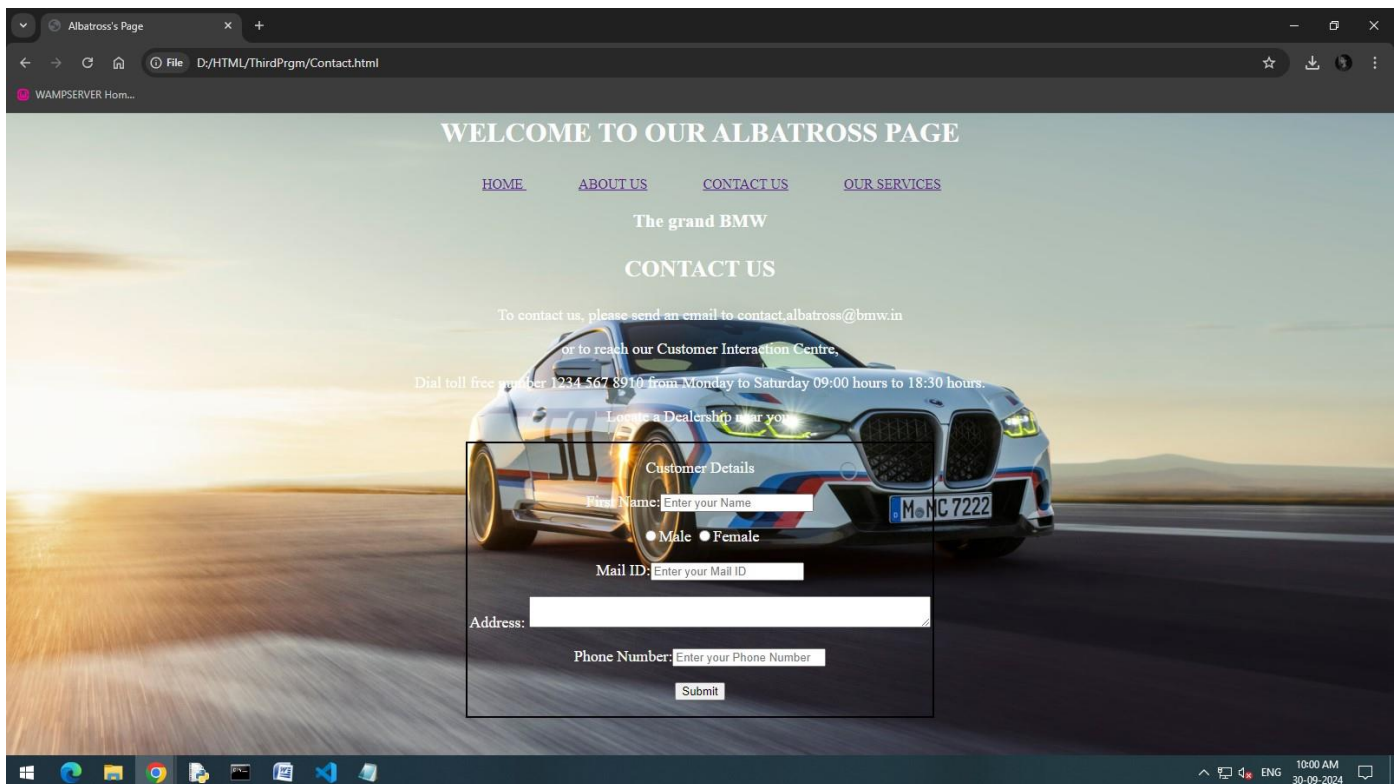 Albatross's Page
File D:/HTML/ThirdPrgm/Contact.html
WAMPSERVER Hom...
WELCOME TO OUR ALBATROSS PAGE
HOME ABOUT US CONTACT US OUR SERVICES
The grand BMW
CONTACT US
To contact us, please send an email to contact,albatross@bmw.in
or to reach our Customer Interaction Centre,
Dial toll free number 1234 567 8910 from Monday to Saturday 09:00 hours to 18:30 hours.
Locate a Dealership near you.
Customer Details
50
First Name: Enter your Name
M NC 7222
Male Female
Mail ID: Enter your Mail ID
Address:
Phone Number: Enter your Phone Number
Submit
ENG 10:00 AM
30-09-2024